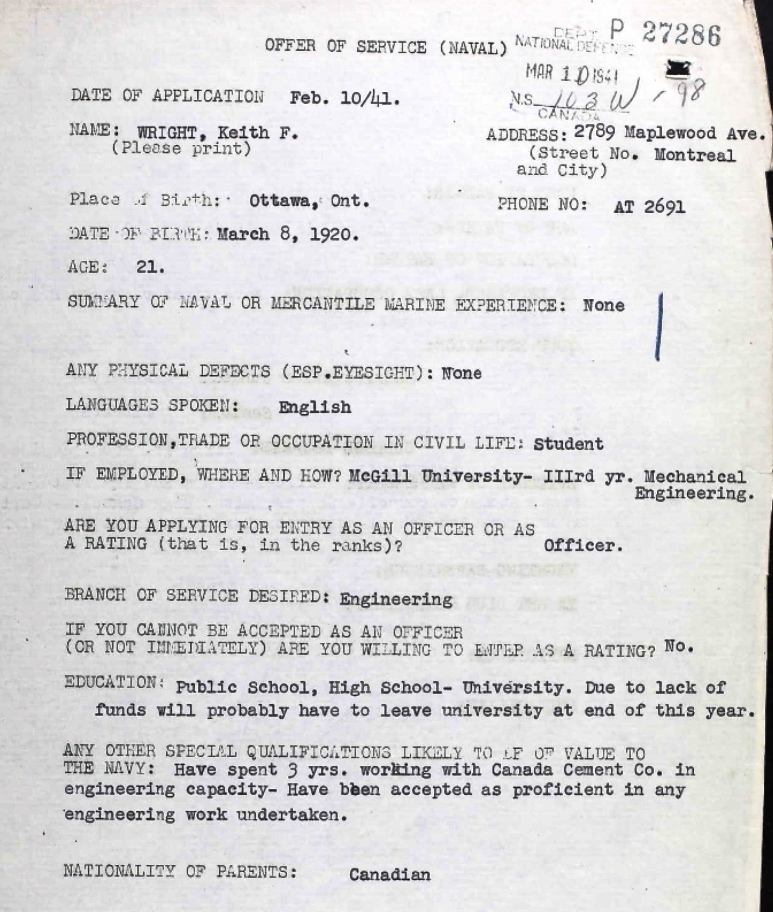 DEPT P 27286
OFFER OF SERVICE (NAVAL) NATIONAL DEFENCE
MAR 10 1941
N.S. 103 W - 98
CANADA
DATE OF APPLICATION Feb. 10/41.
NAME: WRIGHT, Keith F. ADDRESS: 2789 Maplewood Ave.
(Please print) (Street No. Montreal
and City)
Place of Birth: Ottawa, Ont. PHONE NO: AT 2691
DATE OF BIRTH: March 8, 1920.
AGE: 21.
SUMMARY OF NAVAL OR MERCANTILE MARINE EXPERIENCE: None
ANY PHYSICAL DEFECTS (ESP.EYESIGHT): None
LANGUAGES SPOKEN: English
PROFESSION,TRADE OR OCCUPATION IN CIVIL LIFE: Student
IF EMPLOYED, WHERE AND HOW? McGill University- IIIrd yr. Mechanical
Engineering.
ARE YOU APPLYING FOR ENTRY AS AN OFFICER OR AS
A RATING (that is, in the ranks)? Officer.
BRANCH OF SERVICE DESIRED: Engineering
IF YOU CANNOT BE ACCEPTED AS AN OFFICER
(OR NOT IMMEDIATELY) ARE YOU WILLING TO ENTER AS A RATING? No.
EDUCATION: Public School, High School- University. Due to lack of
funds will probably have to leave university at end of this year.
ANY OTHER SPECIAL QUALIFICATIONS LIKELY TO BE OF VALUE TO
THE NAVY: Have spent 3 yrs. working with Canada Cement Co. in
engineering capacity- Have been accepted as proficient in any
engineering work undertaken.
NATIONALITY OF PARENTS: Canadian